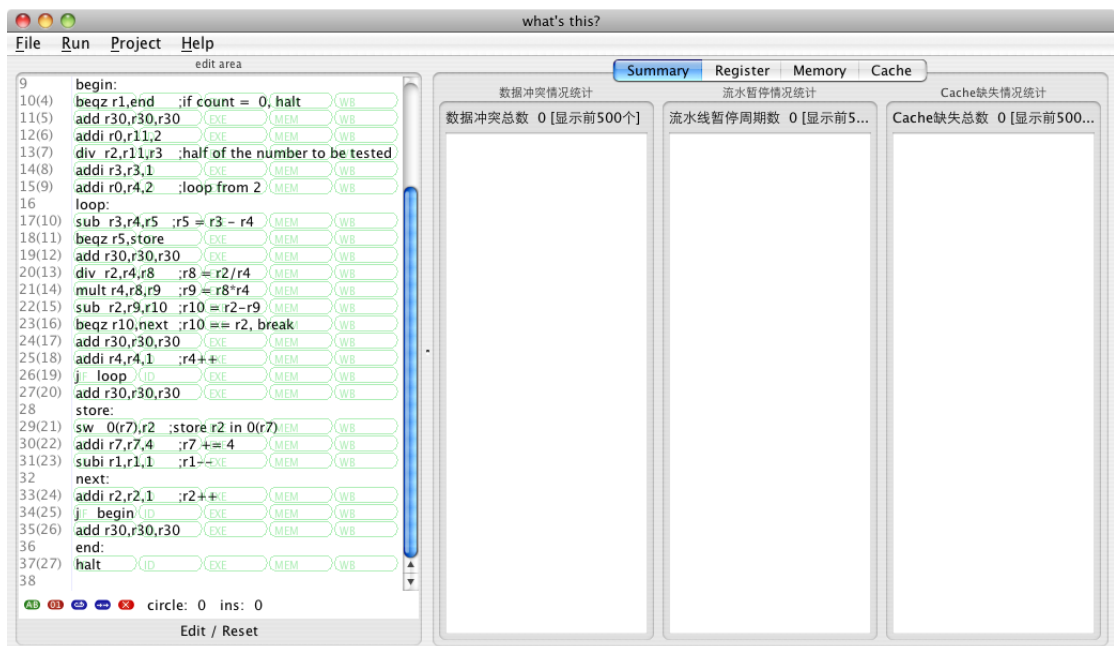 what's this?
File Run Project Help
edit area
9 begin:
10(4) beqz r1,end ;if count = 0, halt
11(5) add r30,r30,r30
12(6) addi r0,r11,2
13(7) div r2,r11,r3 ;half of the number to be tested
14(8) addi r3,r3,1
15(9) addi r0,r4,2 ;loop from 2
16 loop:
17(10) sub r3,r4,r5 ;r5 = r3 - r4
18(11) beqz r5,store
19(12) add r30,r30,r30
20(13) div r2,r4,r8 ;r8 = r2/r4
21(14) mult r4,r8,r9 ;r9 = r8*r4
22(15) sub r2,r9,r10 ;r10 = r2-r9
23(16) beqz r10,next ;r10 == r2, break
24(17) add r30,r30,r30
25(18) addi r4,r4,1 ;r4++
26(19) j loop
27(20) add r30,r30,r30
28 store:
29(21) sw 0(r7),r2 ;store r2 in 0(r7)
30(22) addi r7,r7,4 ;r7 += 4
31(23) subi r1,r1,1 ;r1--
32 next:
33(24) addi r2,r2,1 ;r2++
34(25) j begin
35(26) add r30,r30,r30
36 end:
37(27) halt
38
AB 01 circle: 0 ins: 0
Edit / Reset
Summary Register Memory Cache
数据冲突情况统计 流水暂停情况统计 Cache缺失情况统计
数据冲突总数 0 [显示前500个] 流水线暂停周期数 0 [显示前5... Cache缺失总数 0 [显示前500...